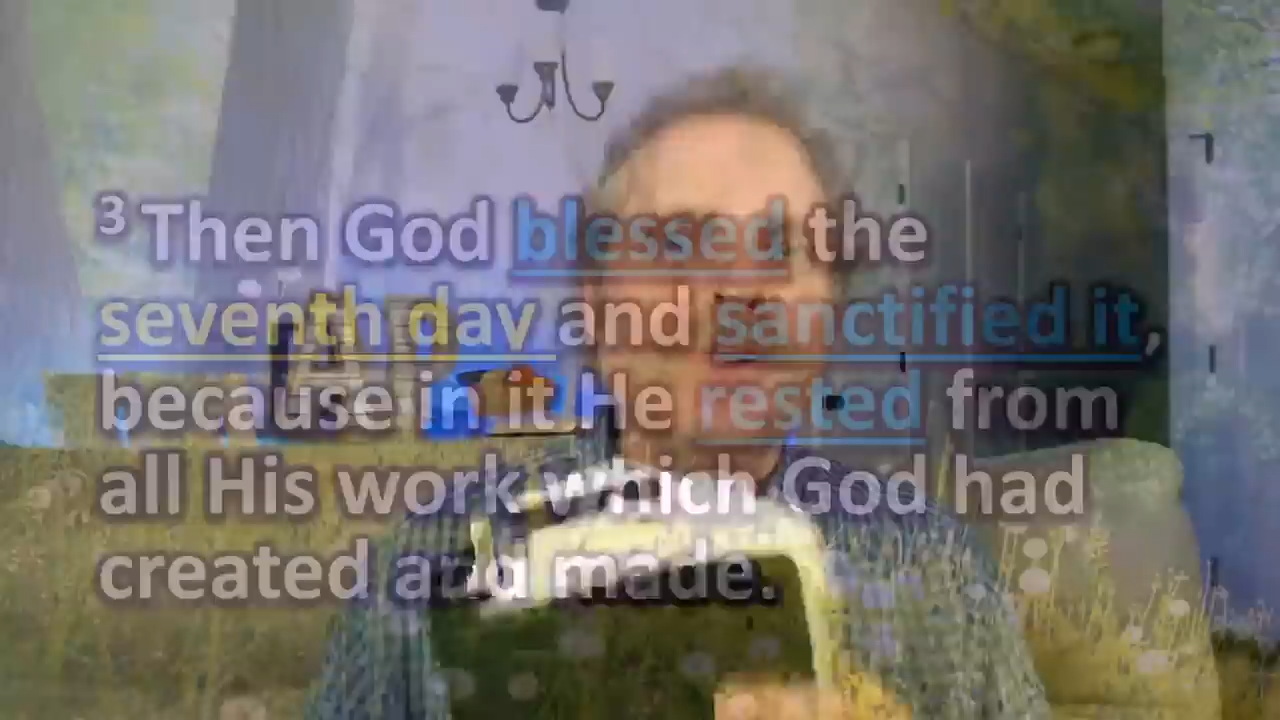 3 Then God blessed the
seventh day and sanctified it,
because in it He rested from
all His work which God had
created and made.